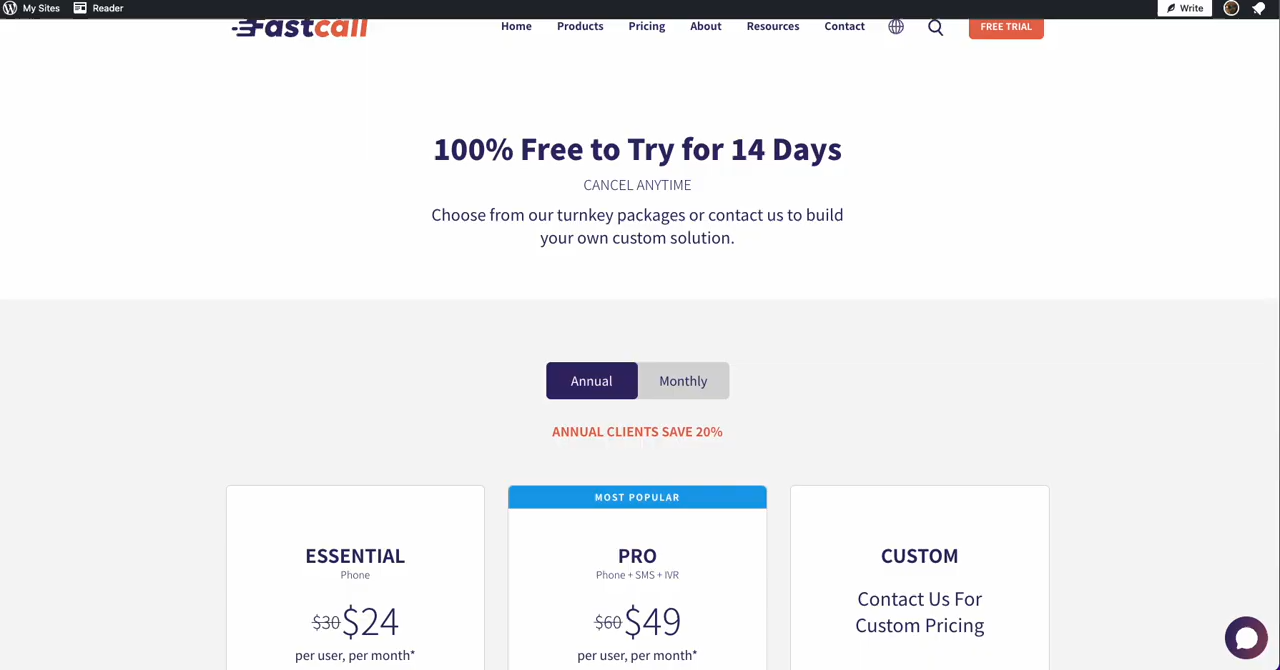 My Sites Reader Write
Fastcall Home Products Pricing About Resources Contact FREE TRIAL
100% Free to Try for 14 Days
CANCEL ANYTIME
Choose from our turnkey packages or contact us to build
your own custom solution.
Annual Monthly
ANNUAL CLIENTS SAVE 20%
MOST POPULAR
ESSENTIAL
Phone
$30 $24
per user, per month*
PRO
Phone + SMS + IVR
$60 $49
per user, per month*
CUSTOM
Contact Us For
Custom Pricing